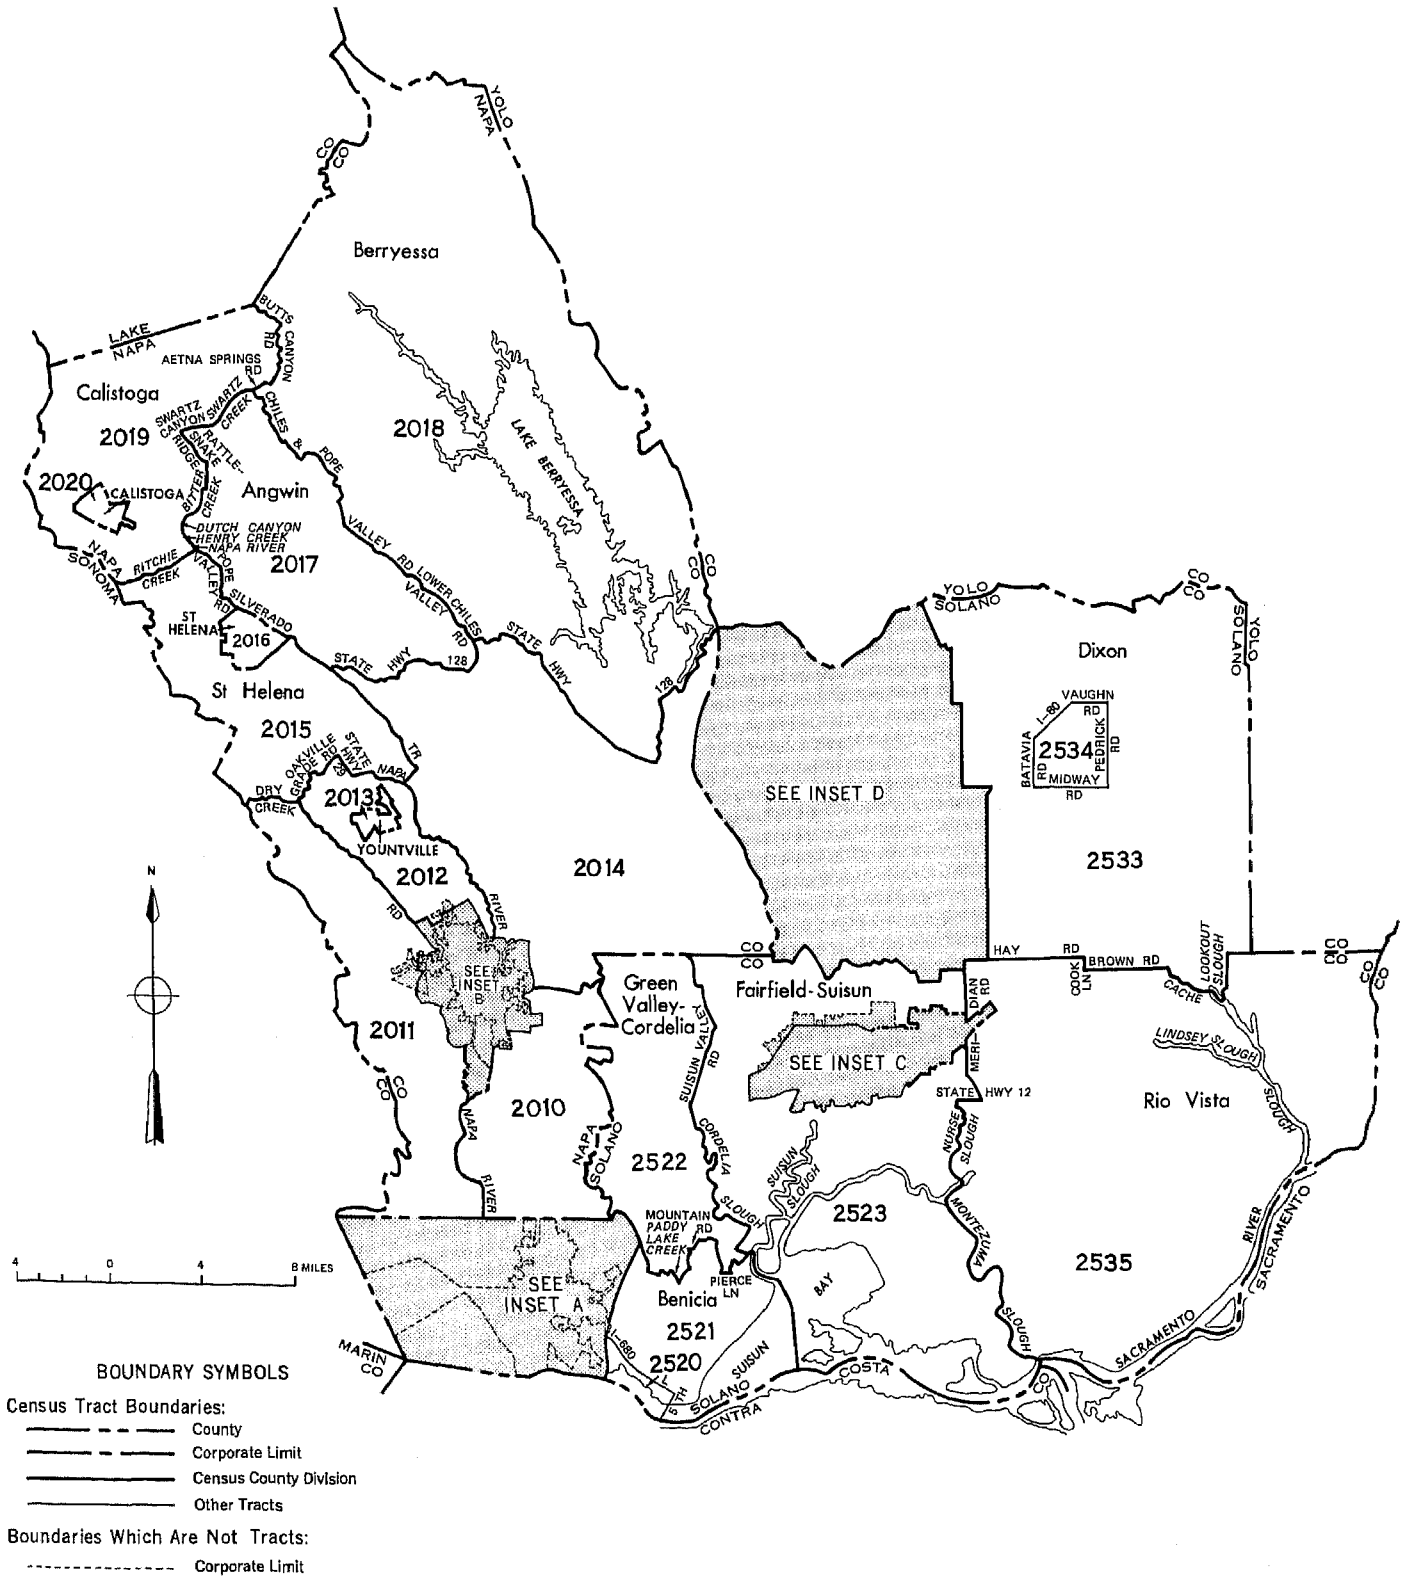 YOLO
NAPA
CO
CO
Berryessa
BUTTS
CANYON
RD
LAKE
NAPA
AETNA SPRINGS
RD
Calistoga
SWARTZ
CANYON
SWARTZ
CREEK
CHILES & POPE VALLEY RD
2018
2019
RATTLE-
SNAKE
RIDGE
LAKE BERRYESSA
2020
CALISTOGA
BITTER
CREEK
Angwin
DUTCH CANYON
HENRY CREEK
NAPA RIVER
NAPA
SONOMA
RITCHIE
CREEK
2017
POPE
VALLEY
RD
LOWER CHILES
VALLEY
RD
CO
CO
SILVERADO
TR
ST
HELENA
2016
STATE HWY 128
STATE HWY 128
YOLO
SOLANO
CO
CO
YOLO
SOLANO
Dixon
St Helena
2015
VAUGHN
RD
I-80
BATAVIA
RD
2534
PEDRICK
RD
MIDWAY
RD
OAKVILLE
GRADE RD
STATE
HWY
29
NAPA
RIVER
DRY
CREEK
RD
2013
YOUNTVILLE
SEE INSET D
2014
2012
2533
N
SEE
INSET
B
CO
CO
HAY RD
COOK
LN
BROWN RD
LOOKOUT
SLOUGH
CACHE
SLOUGH
CO
CO
CO
CO
Green
Valley-
Cordelia
Fairfield-Suisun
MERI-
DIAN
RD
2011
CO
CO
SUISUN VALLEY
RD
SEE INSET C
LINDSEY SLOUGH
STATE HWY 12
Rio Vista
2010
NAPA
RIVER
NAPA
SOLANO
CORDELIA
SLOUGH
NURSE
SLOUGH
SUISUN
SLOUGH
2522
2523
MONTEZUMA
SLOUGH
MOUNTAIN
RD
PADDY
LAKE
CREEK
PIERCE
LN
2535
RIVER
SACRAMENTO
4 0 4 8 MILES
SEE
INSET A
Benicia
BAY
SUISUN
2521
2520
I-680
L
5 TH
MARIN
CO
SOLANO
CONTRA
COSTA
CO
SACRAMENTO
BOUNDARY SYMBOLS
Census Tract Boundaries:
County
Corporate Limit
Census County Division
Other Tracts
Boundaries Which Are Not Tracts:
Corporate Limit